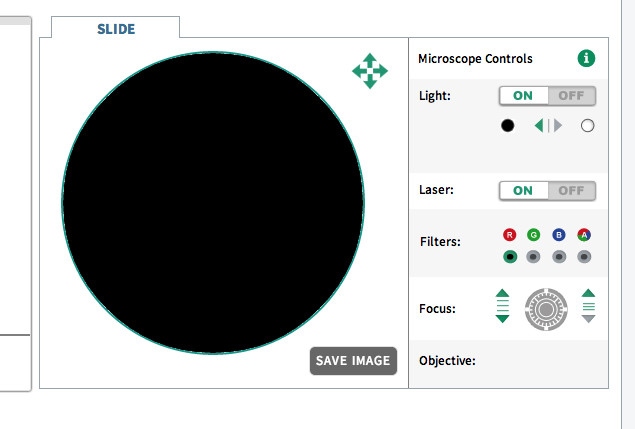 SLIDE
Microscope Controls
i
Light:
ON OFF
Laser:
ON OFF
R G B A
Filters:
Focus:
SAVE IMAGE
Objective: